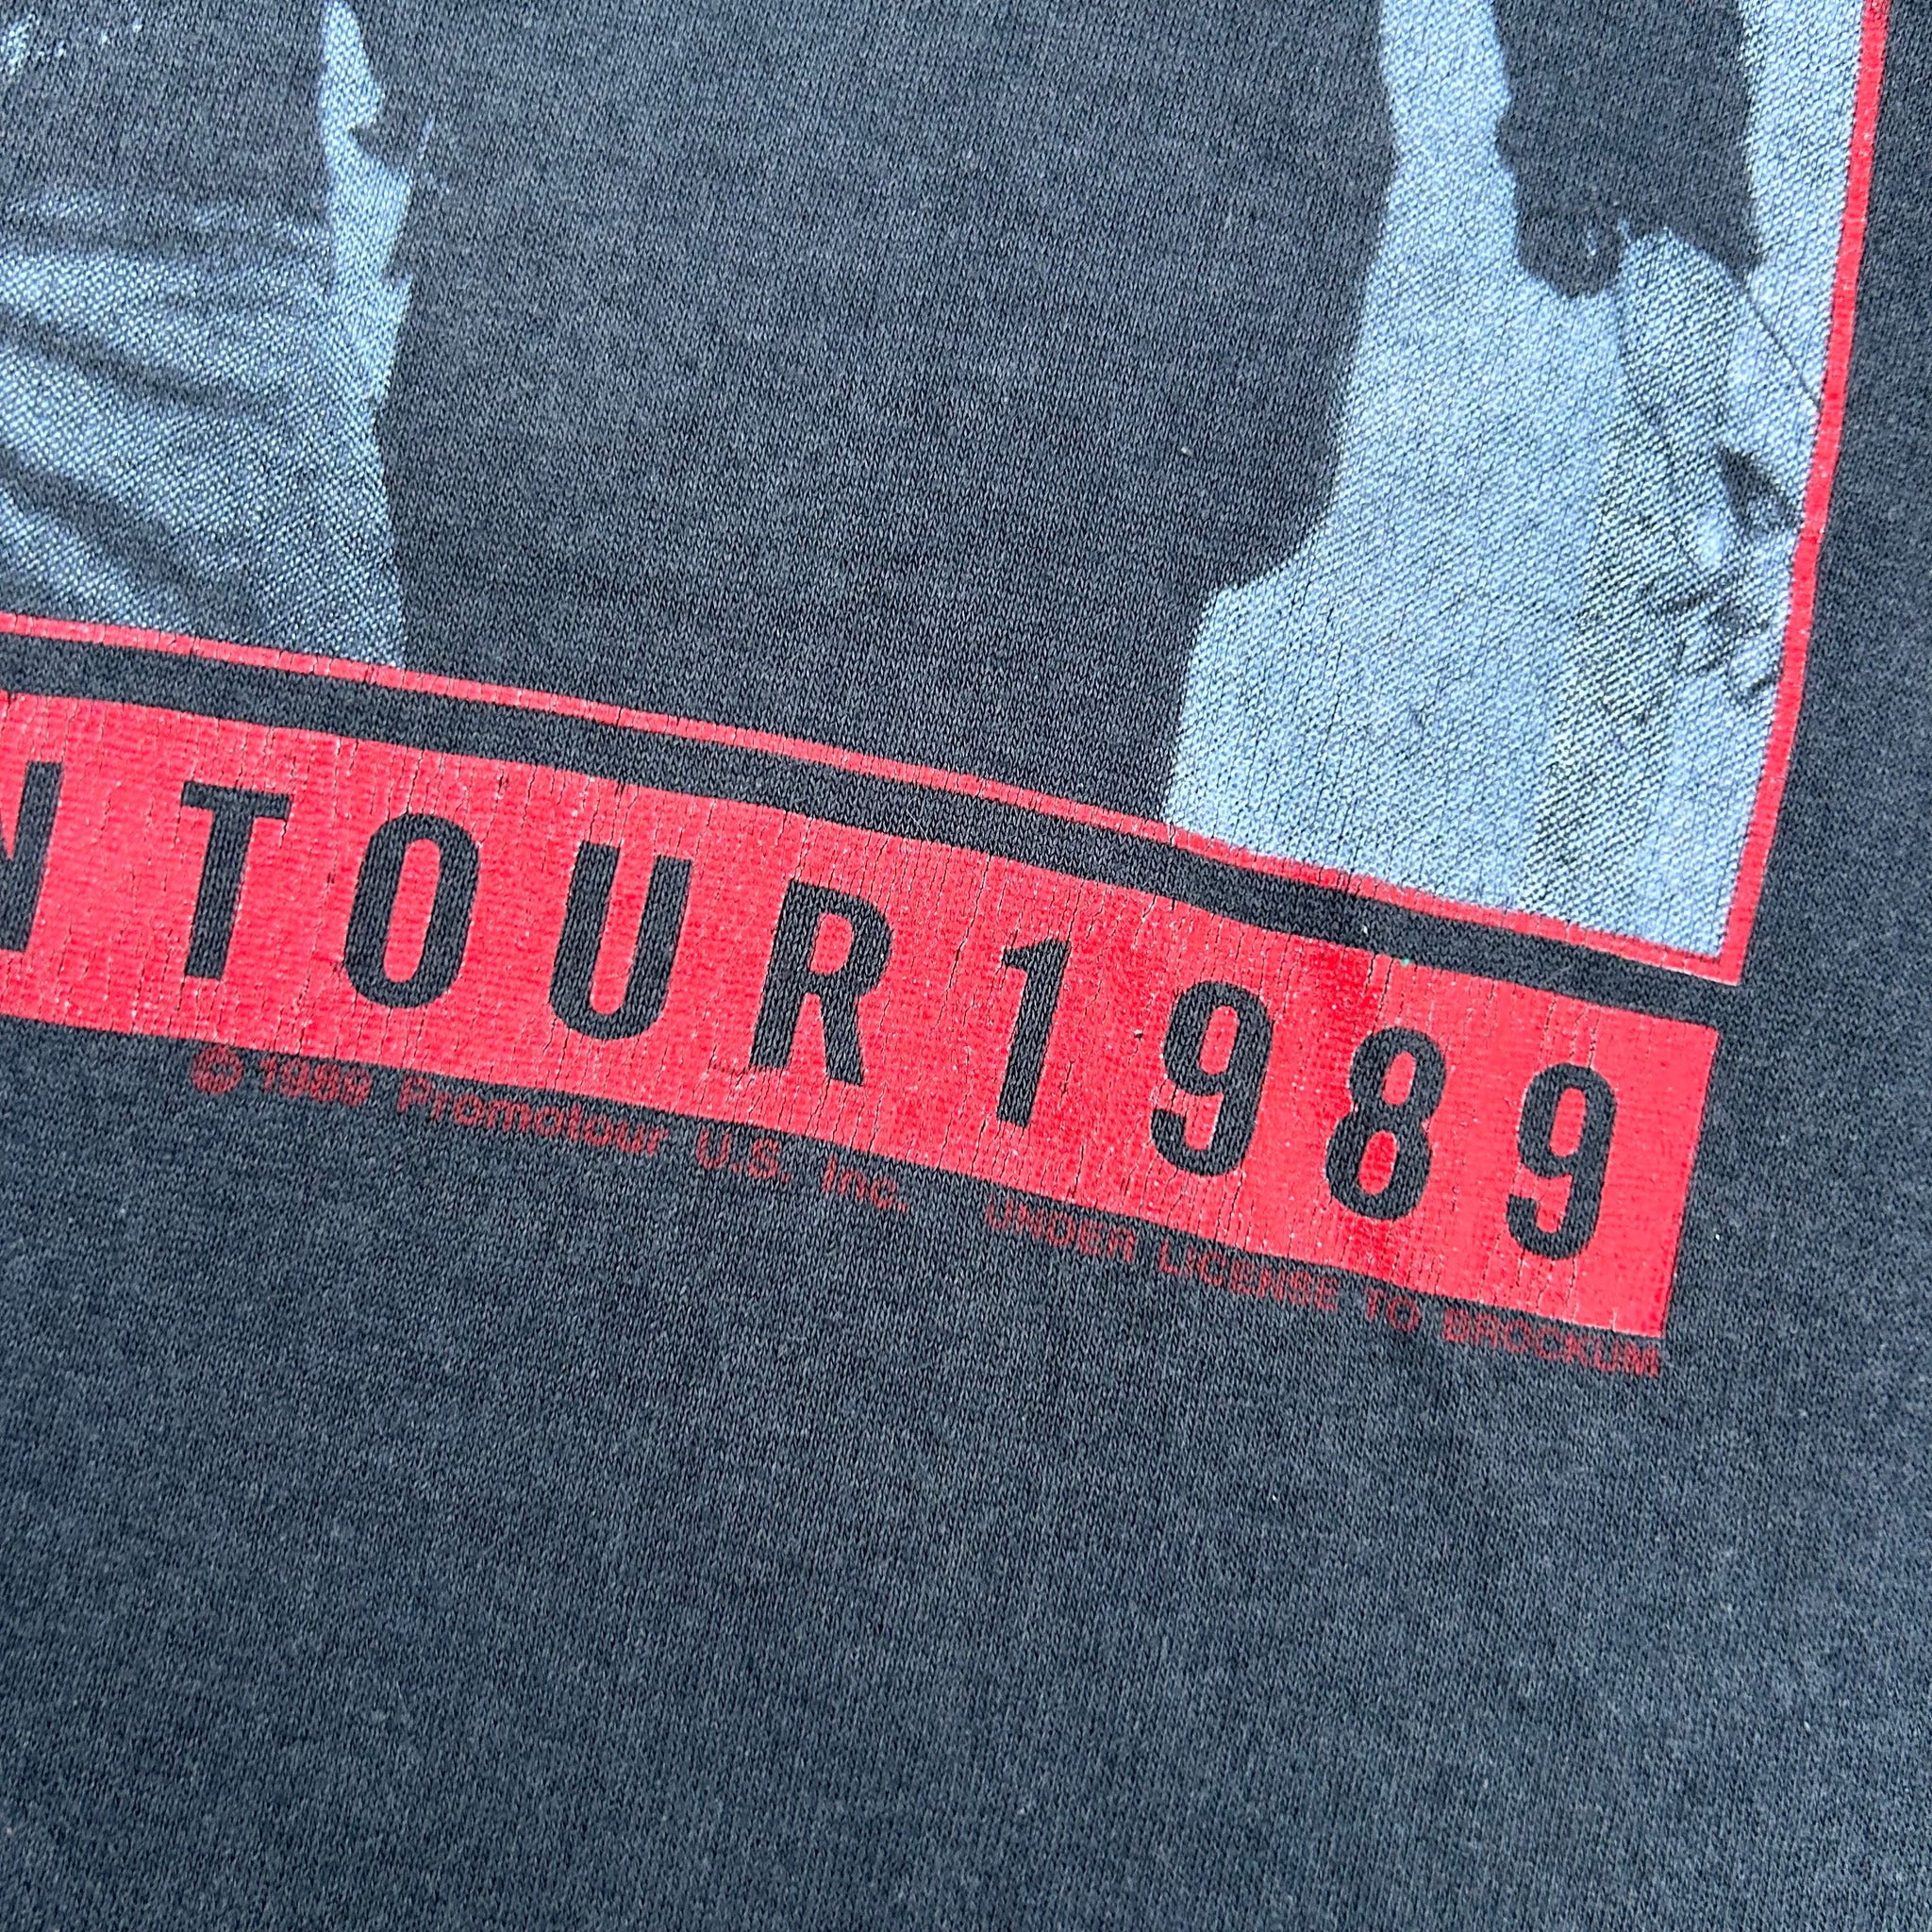 N TOUR 1989
© 1989 Promotour U.S. Inc. UNDER LICENSE TO BROCKUM